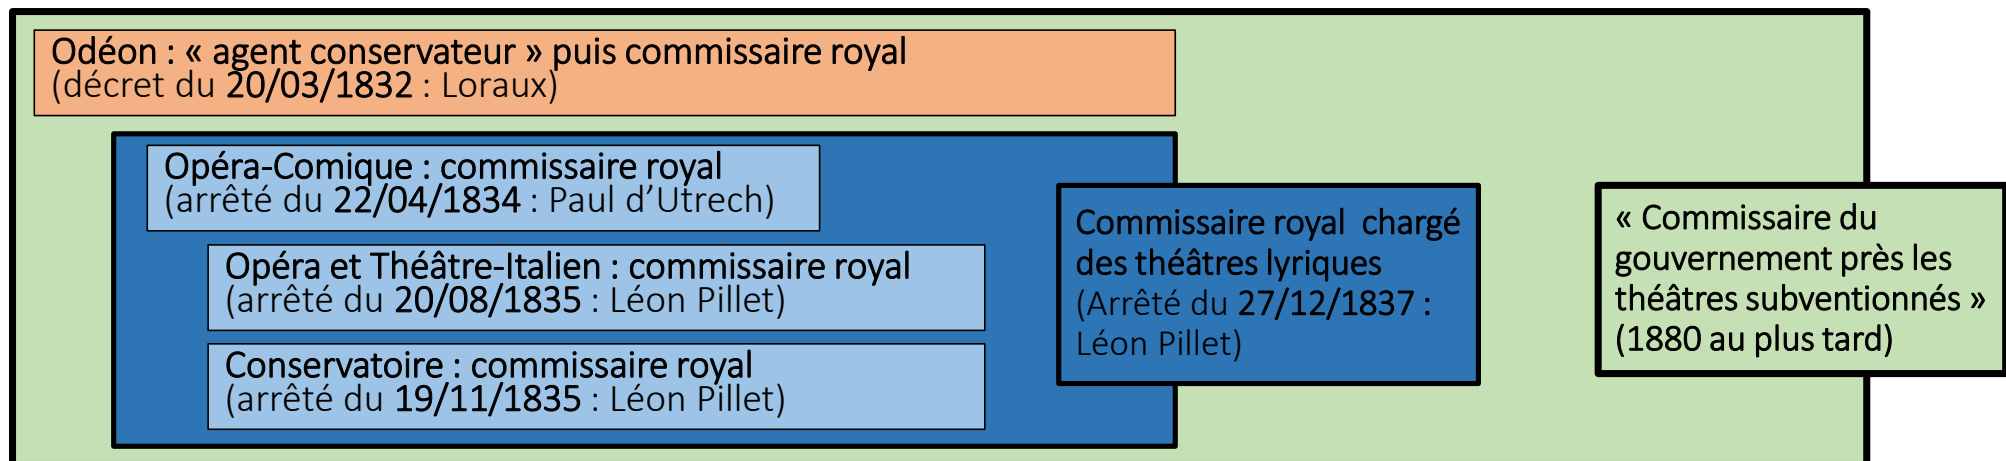 Odéon : « agent conservateur » puis commissaire royal
(décret du 20/03/1832 : Loraux)
Opéra-Comique : commissaire royal
(arrêté du 22/04/1834 : Paul d’Utrech)
Opéra et Théâtre-Italien : commissaire royal
(arrêté du 20/08/1835 : Léon Pillet)
Conservatoire : commissaire royal
(arrêté du 19/11/1835 : Léon Pillet)
Commissaire royal chargé
des théâtres lyriques
(Arrêté du 27/12/1837 :
Léon Pillet)
« Commissaire du
gouvernement près les
théâtres subventionnés »
(1880 au plus tard)